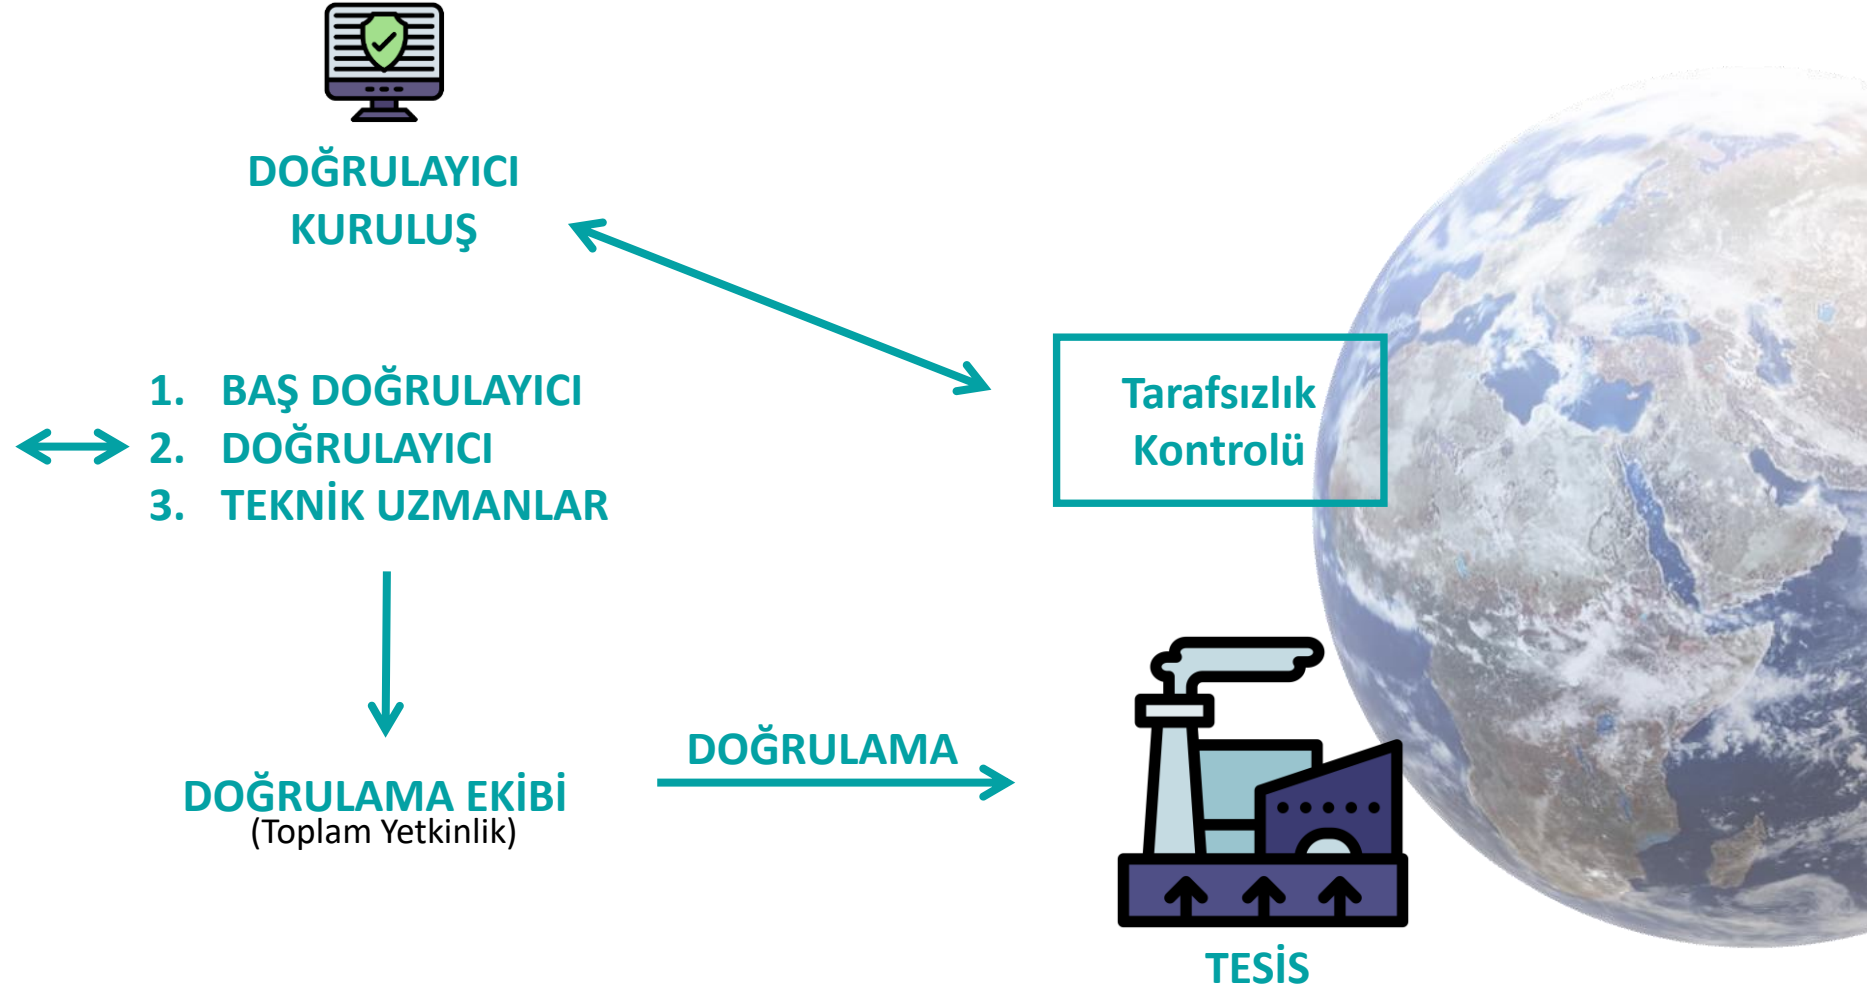 DOĞRULAYICI
KURULUŞ
1. BAŞ DOĞRULAYICI
2. DOĞRULAYICI
3. TEKNİK UZMANLAR
Tarafsızlık
Kontrolü
DOĞRULAMA EKİBİ
(Toplam Yetkinlik)
DOĞRULAMA
TESİS